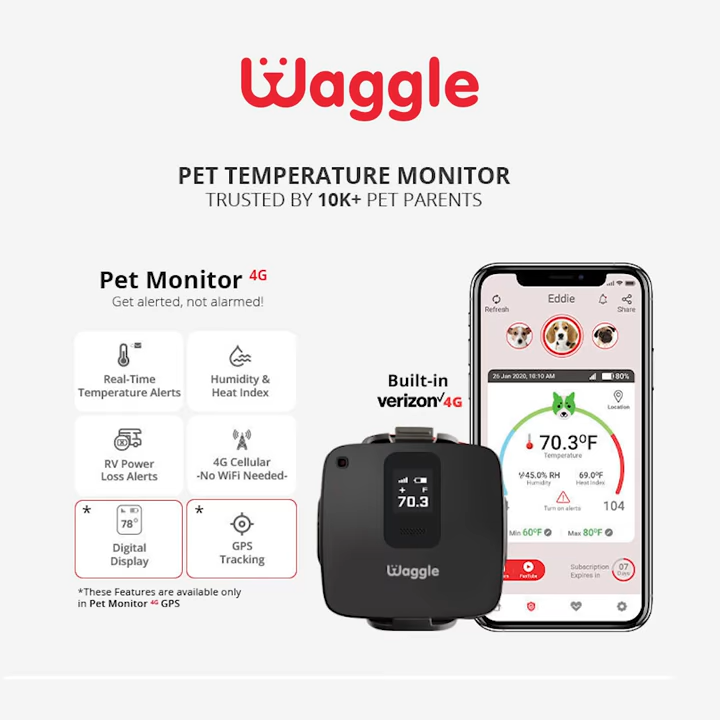 Waggle
PET TEMPERATURE MONITOR
TRUSTED BY 10K+ PET PARENTS
Pet Monitor 4G
Get alerted, not alarmed!
Real-Time
Temperature Alerts
Humidity &
Heat Index
RV Power
Loss Alerts
4G Cellular
-No WiFi Needed-
*
78°
Digital
Display
*
GPS
Tracking
*These Features are available only
in Pet Monitor 4G GPS
Built-in
verizon✓4G
F
70.3
Waggle
Eddie
Refresh
Share
26 Jan 2020, 10:10 AM
80%
Location
70.3°F
Temperature
45.0% RH
Humidity
69.0°F
Heat Index
Turn on alerts
104
Min 60°F
Max 80°F
YouTube
Subscription
Expires in
07
Days